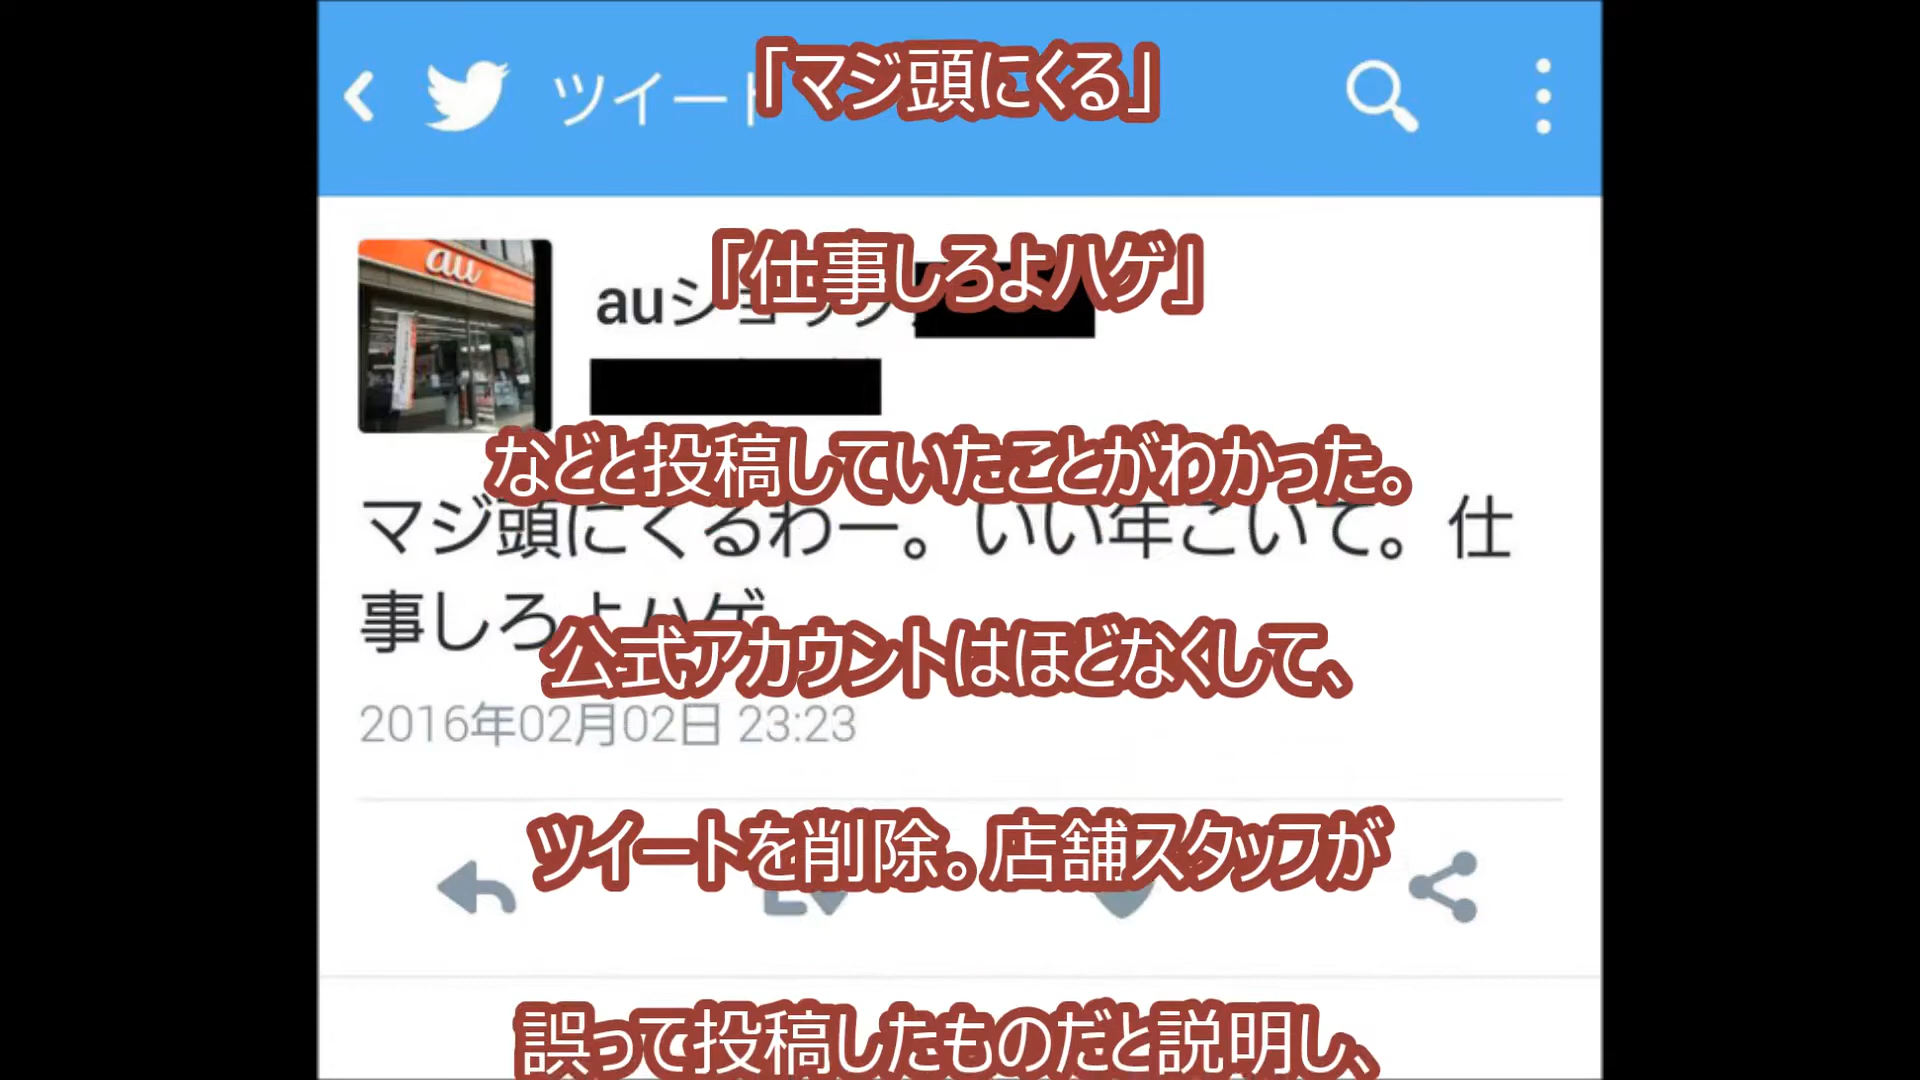 ツイート
「マジ頭にくる」
au
「仕事しろよハゲ」
auショップ
などと投稿していたことがわかった。
マジ頭にくるわー。いい年こいて。仕
事しろよハゲ
公式アカウントはほどなくして、
2016年02月02日 23:23
ツイートを削除。店舗スタッフが
誤って投稿したものだと説明し、